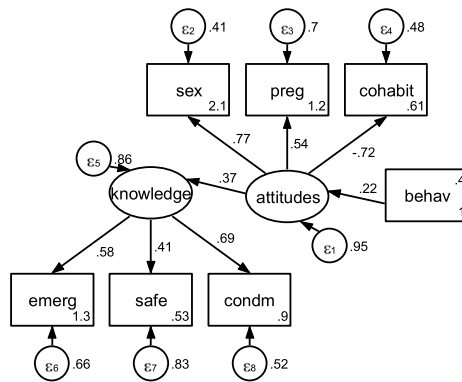 ε2 .41
ε3 .7
ε4 .48
sex
2.1
preg
1.2
cohabit
.61
.77
.54
-.72
ε5 .86
knowledge
.37
attitudes
.22
behav
ε1 .95
.58
.41
.69
emerg
1.3
safe
.53
condm
.9
ε6 .66
ε7 .83
ε8 .52